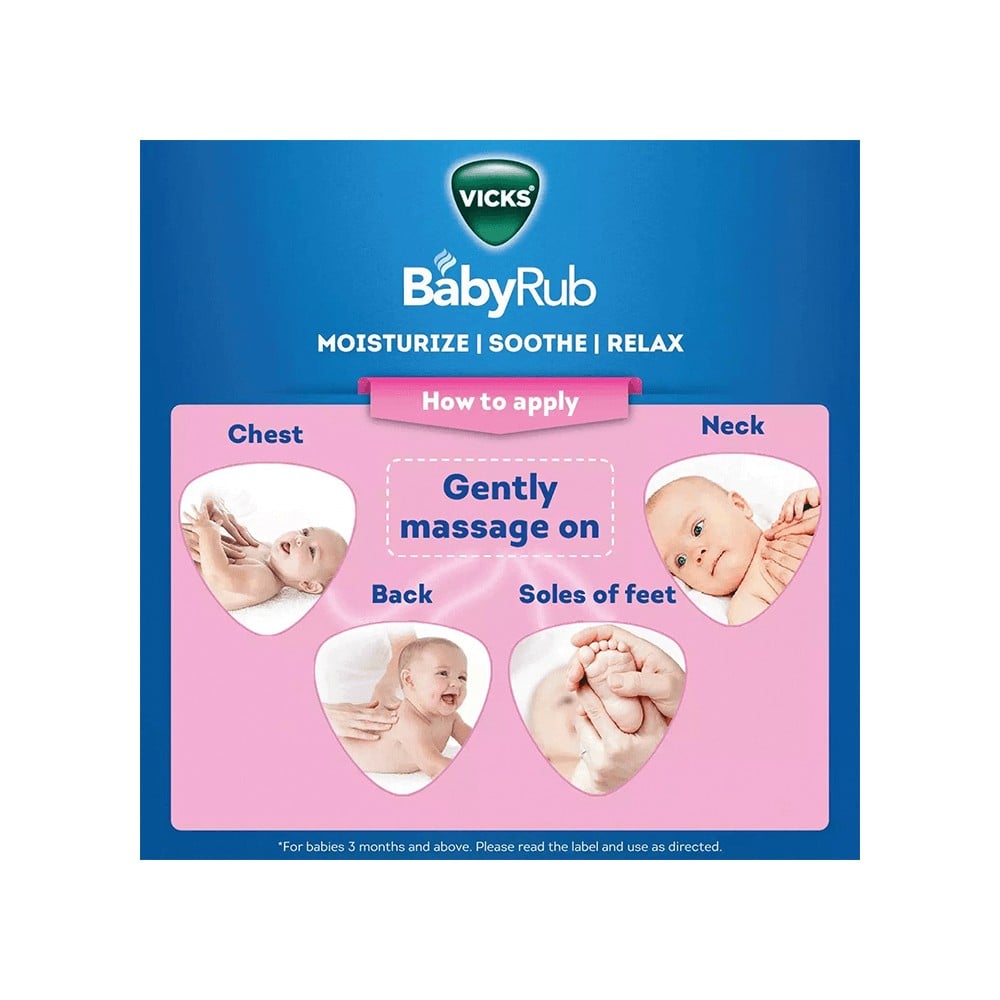 VICKS®
BabyRub
MOISTURIZE | SOOTHE | RELAX
How to apply
Chest
Neck
Gently
massage on
Back
Soles of feet
*For babies 3 months and above. Please read the label and use as directed.